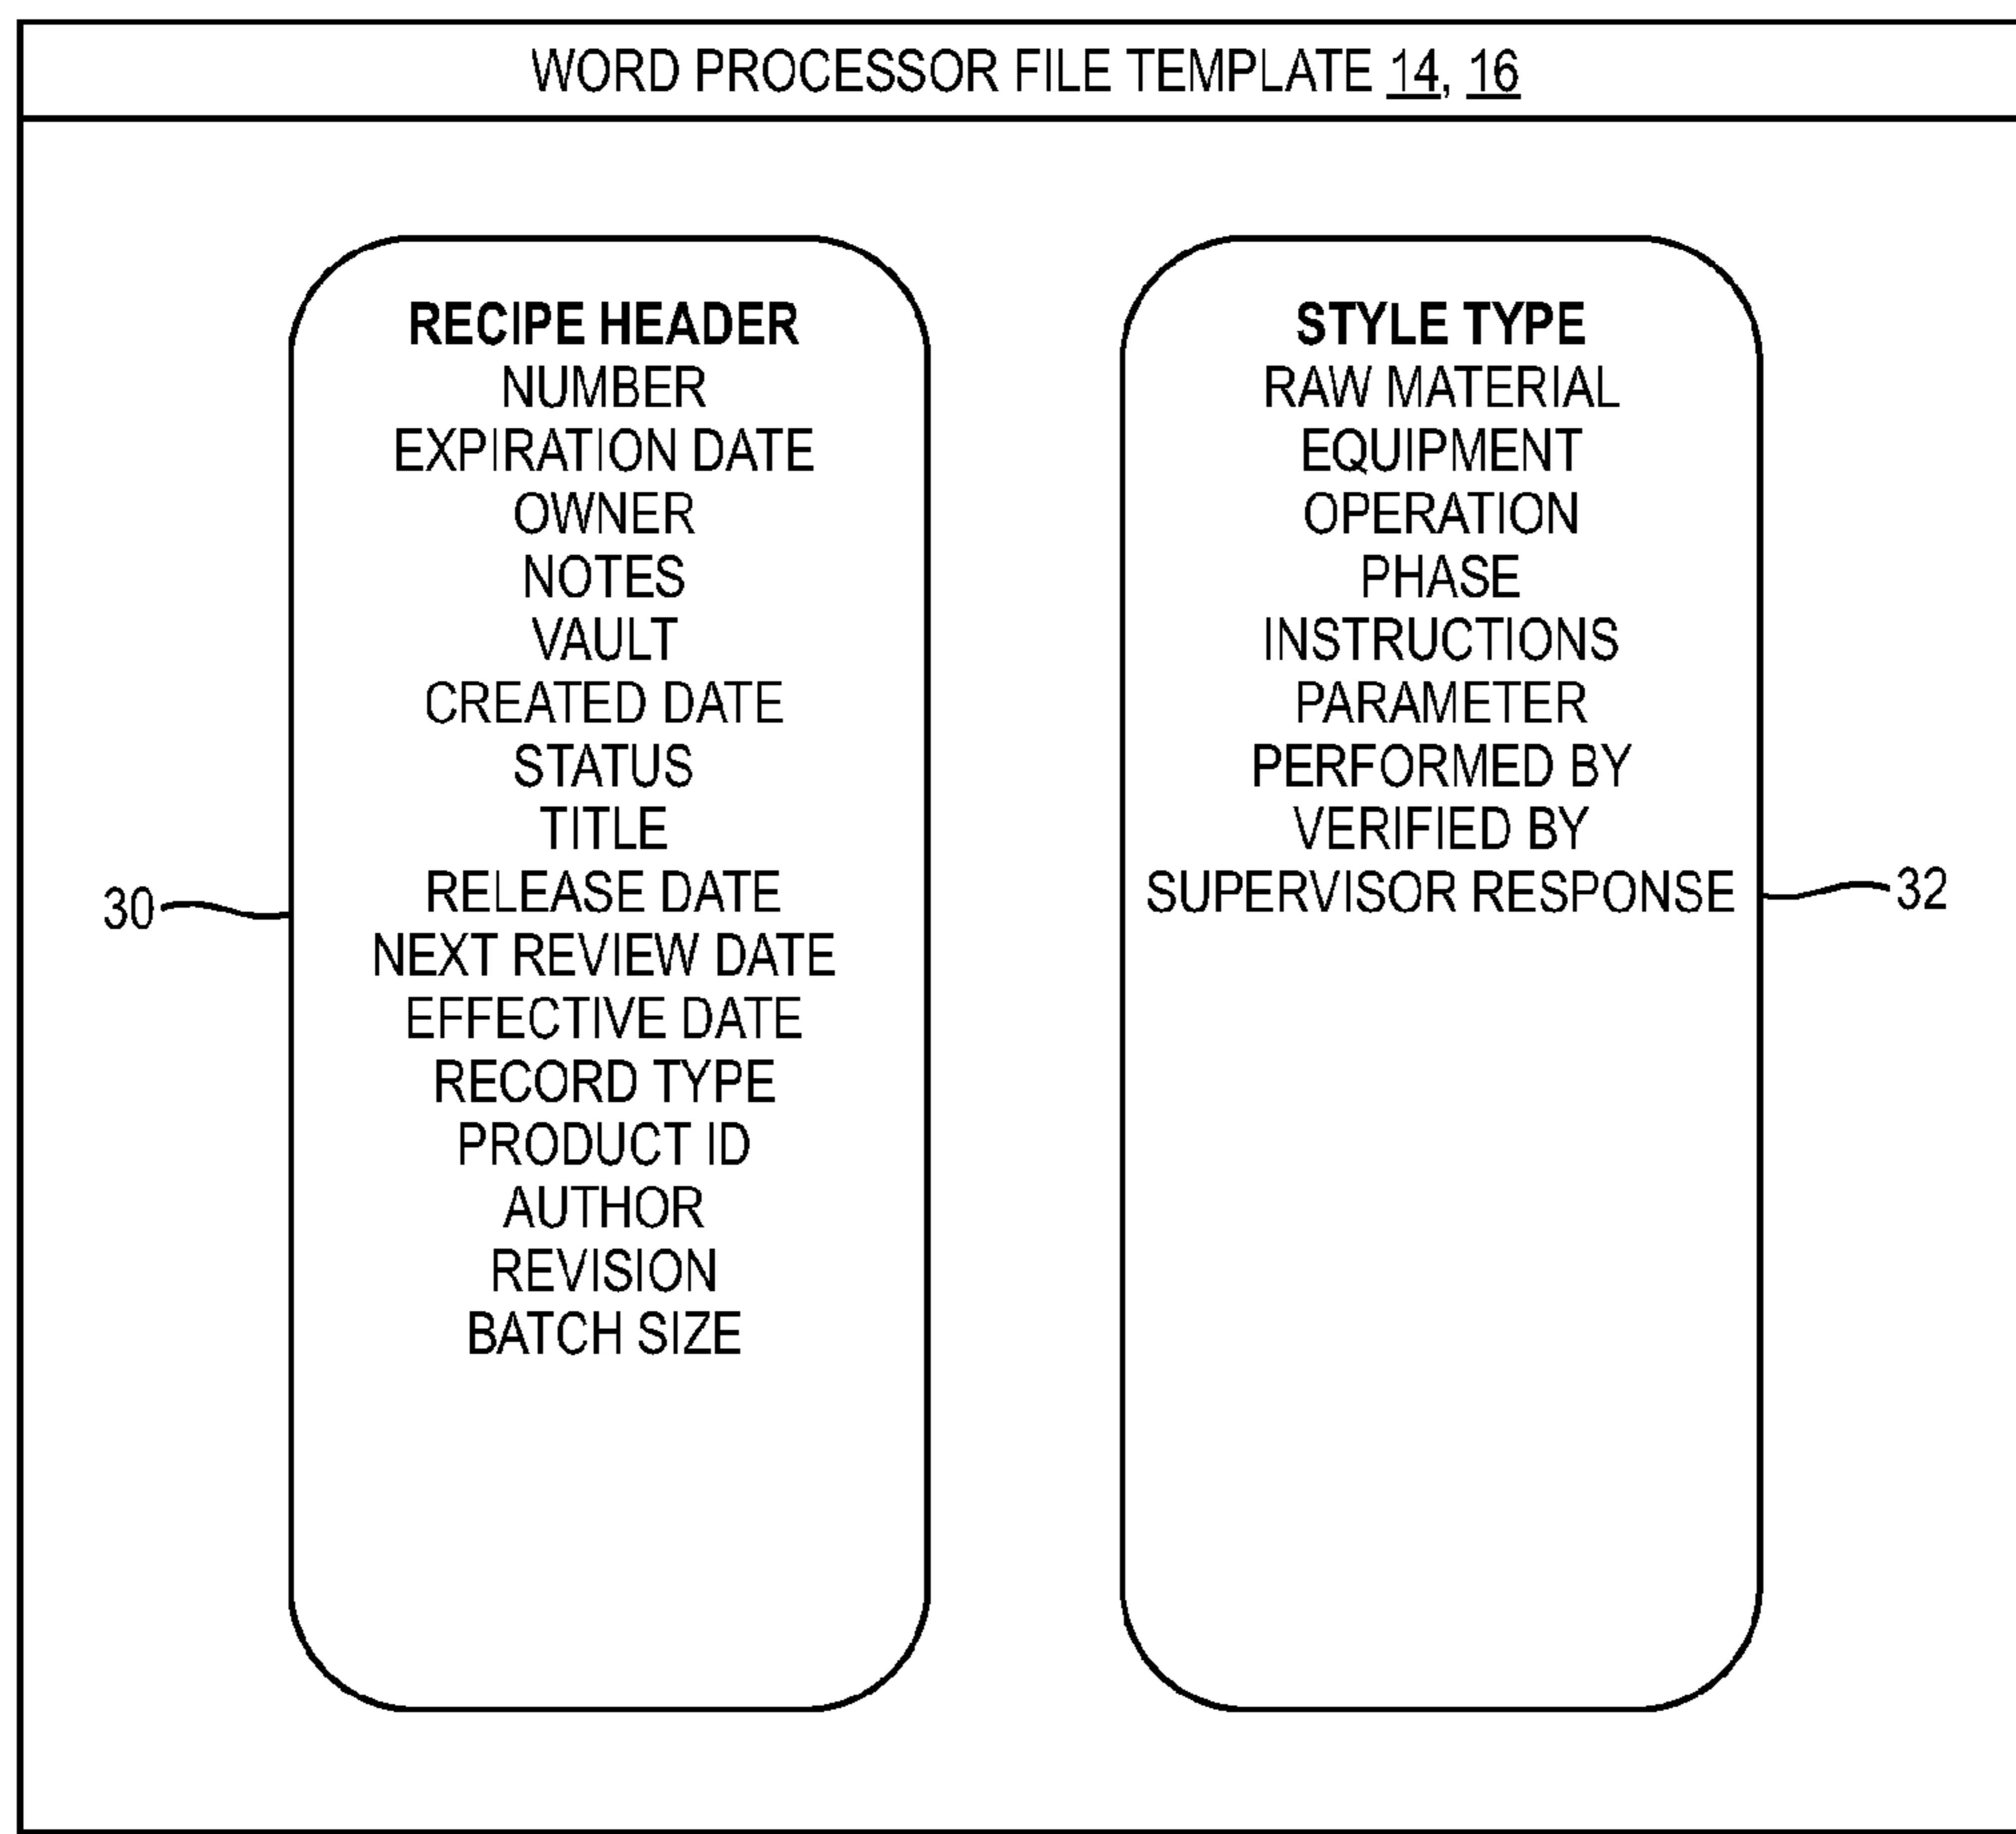 WORD PROCESSOR FILE TEMPLATE 14, 16
RECIPE HEADER
NUMBER
EXPIRATION DATE
OWNER
NOTES
VAULT
CREATED DATE
STATUS
TITLE
RELEASE DATE
NEXT REVIEW DATE
EFFECTIVE DATE
RECORD TYPE
PRODUCT ID
AUTHOR
REVISION
BATCH SIZE
30
STYLE TYPE
RAW MATERIAL
EQUIPMENT
OPERATION
PHASE
INSTRUCTIONS
PARAMETER
PERFORMED BY
VERIFIED BY
SUPERVISOR RESPONSE
32